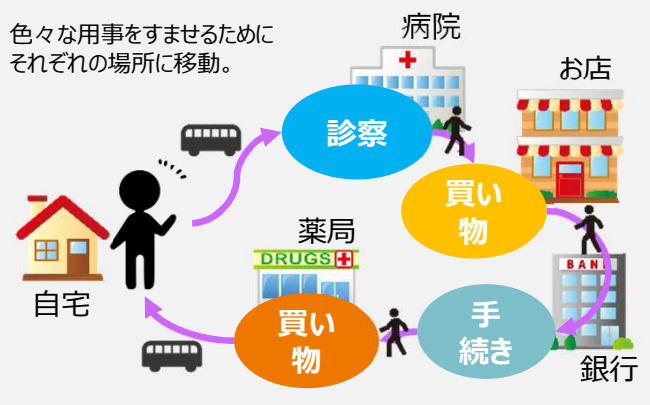 色々な用事をすませるために
それぞれの場所に移動。
病院
お店
診察
買い
物
薬局
DRUGS
BANK
自宅
買い
物
手
続き
銀行